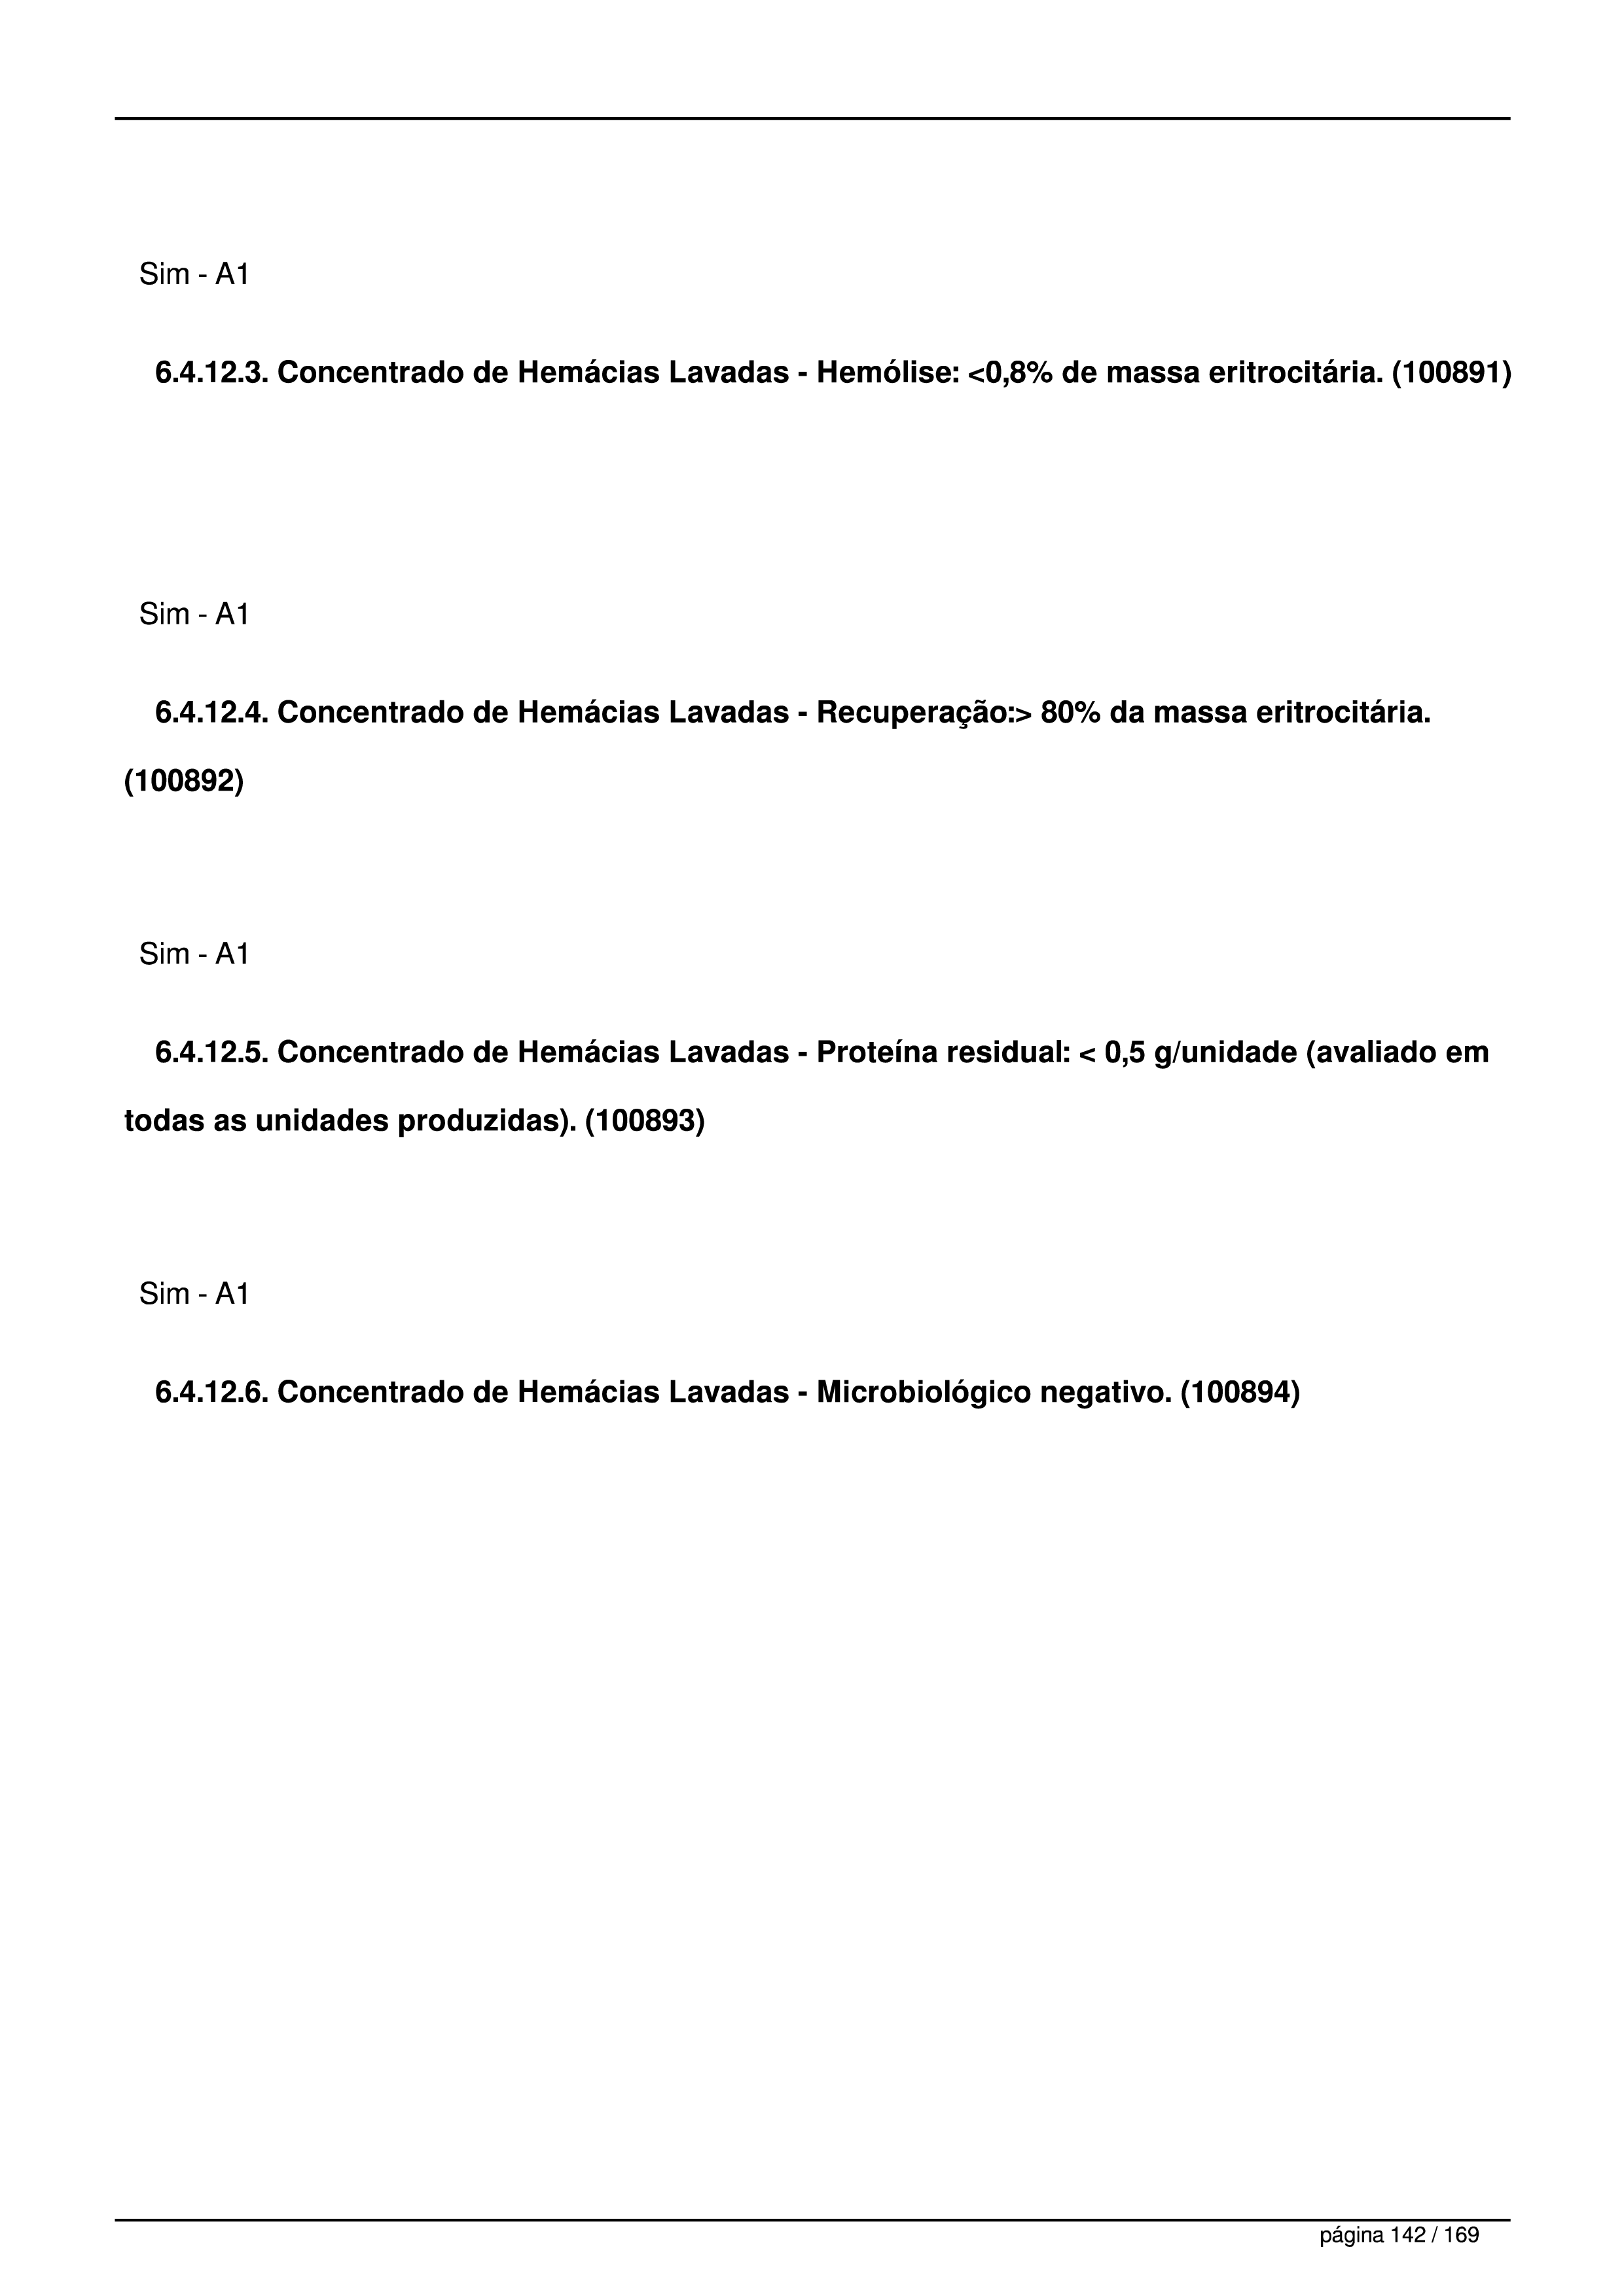 Sim - A1
6.4.12.3. Concentrado de Hemácias Lavadas - Hemólise: <0,8% de massa eritrocitária. (100891)
Sim - A1
6.4.12.4. Concentrado de Hemácias Lavadas - Recuperação:> 80% da massa eritrocitária.
(100892)
Sim - A1
6.4.12.5. Concentrado de Hemácias Lavadas - Proteína residual: < 0,5 g/unidade (avaliado em
todas as unidades produzidas). (100893)
Sim - A1
6.4.12.6. Concentrado de Hemácias Lavadas - Microbiológico negativo. (100894)
página 142 / 169